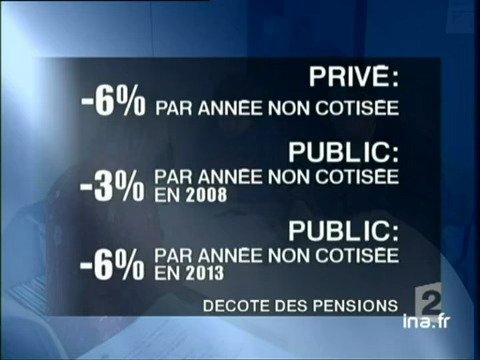 PRIVÉ:
-6% PAR ANNÉE NON COTISÉE
PUBLIC:
-3% PAR ANNÉE NON COTISÉE
EN 2008
PUBLIC:
-6% PAR ANNÉE NON COTISÉE
EN 2013
DECOTE DES PENSIONS
2
ina.fr